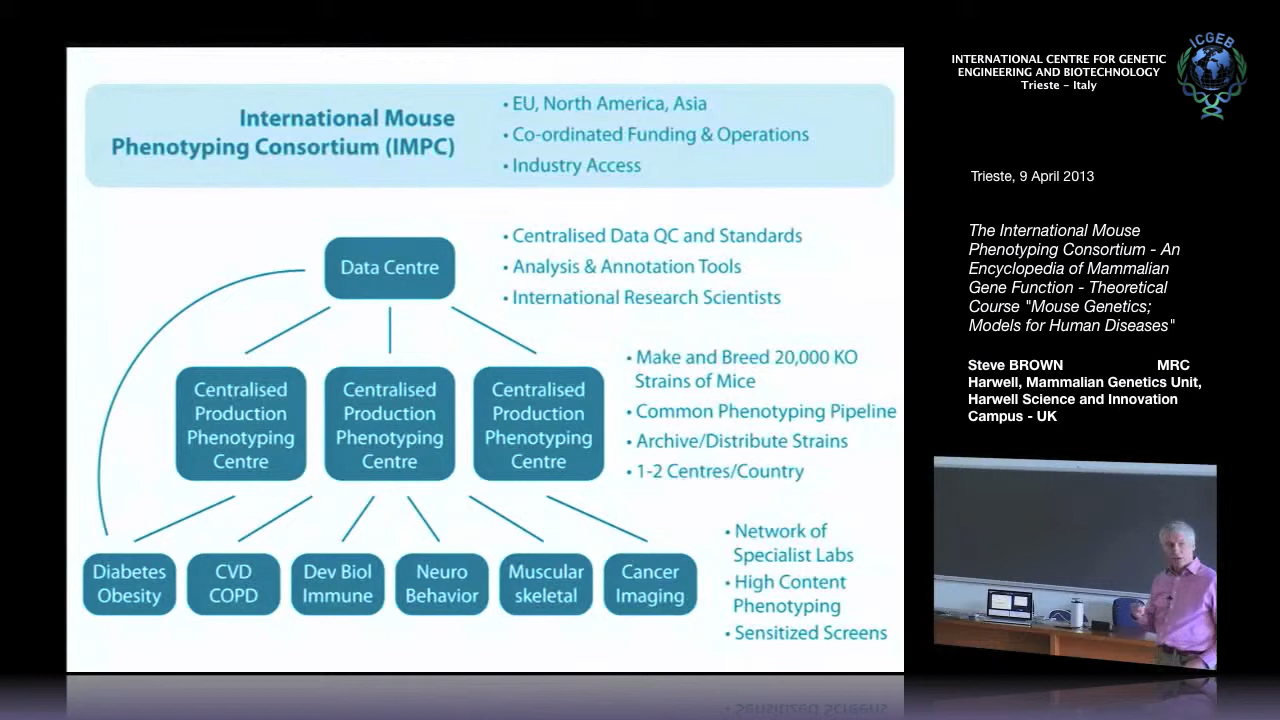 International Mouse
Phenotyping Consortium (IMPC)
• EU, North America, Asia
• Co-ordinated Funding & Operations
• Industry Access
Data Centre
• Centralised Data QC and Standards
• Analysis & Annotation Tools
• International Research Scientists
Centralised
Production
Phenotyping
Centre
Centralised
Production
Phenotyping
Centre
Centralised
Production
Phenotyping
Centre
• Make and Breed 20,000 KO
Strains of Mice
• Common Phenotyping Pipeline
• Archive/Distribute Strains
• 1-2 Centres/Country
Diabetes
Obesity
CVD
COPD
Dev Biol
Immune
Neuro
Behavior
Muscular
skeletal
Cancer
Imaging
• Network of
Specialist Labs
• High Content
Phenotyping
• Sensitized Screens
INTERNATIONAL CENTRE FOR GENETIC
ENGINEERING AND BIOTECHNOLOGY
Trieste - Italy
ICGEB
Trieste, 9 April 2013
The International Mouse
Phenotyping Consortium - An
Encyclopedia of Mammalian
Gene Function - Theoretical
Course "Mouse Genetics;
Models for Human Diseases"
Steve BROWN MRC
Harwell, Mammalian Genetics Unit,
Harwell Science and Innovation
Campus - UK